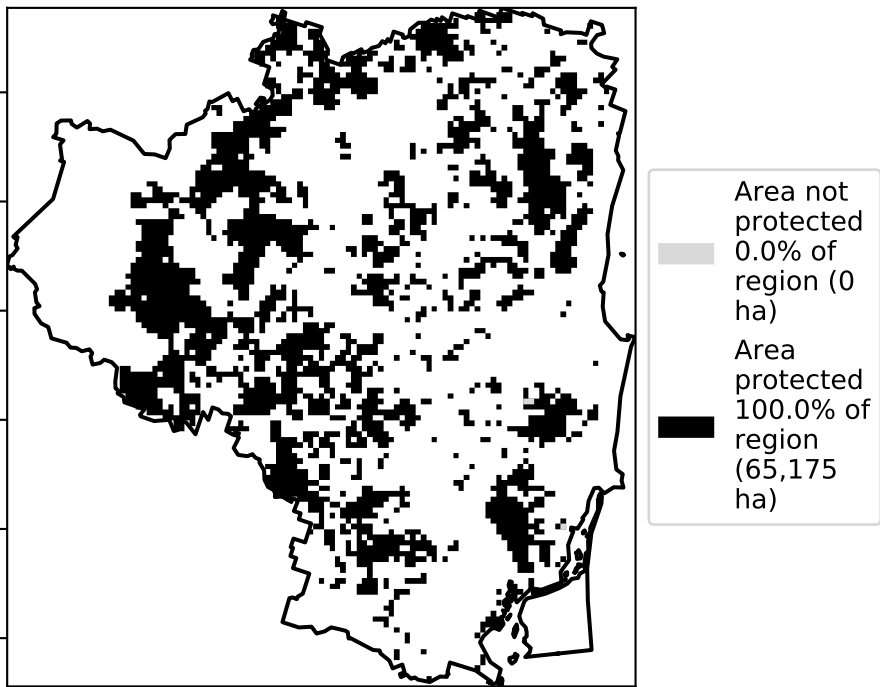 Area not
protected
0.0% of
region (0
ha)
Area
protected
100.0% of
region
(65,175
ha)